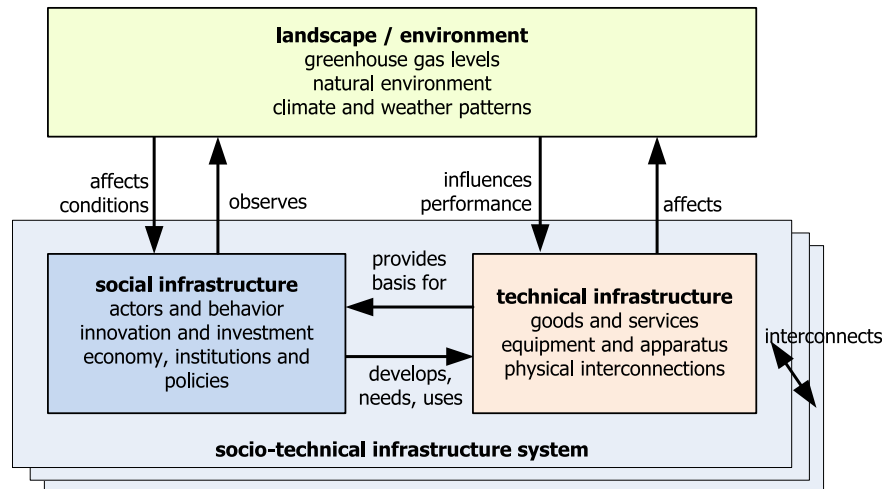 landscape / environment
greenhouse gas levels
natural environment
climate and weather patterns
affects
conditions
observes
influences
performance
affects
social infrastructure
actors and behavior
innovation and investment
economy, institutions and
policies
provides
basis for
develops,
needs, uses
technical infrastructure
goods and services
equipment and apparatus
physical interconnections
interconnects
socio-technical infrastructure system